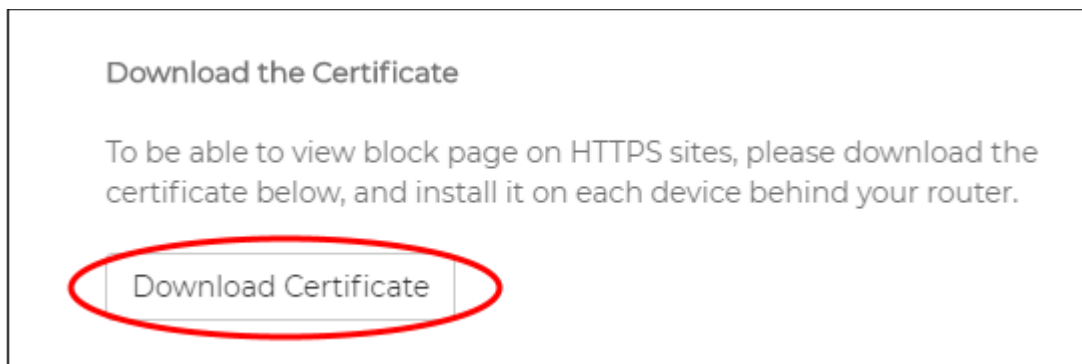 Download the Certificate
To be able to view block page on HTTPS sites, please download the
certificate below, and install it on each device behind your router.
Download Certificate